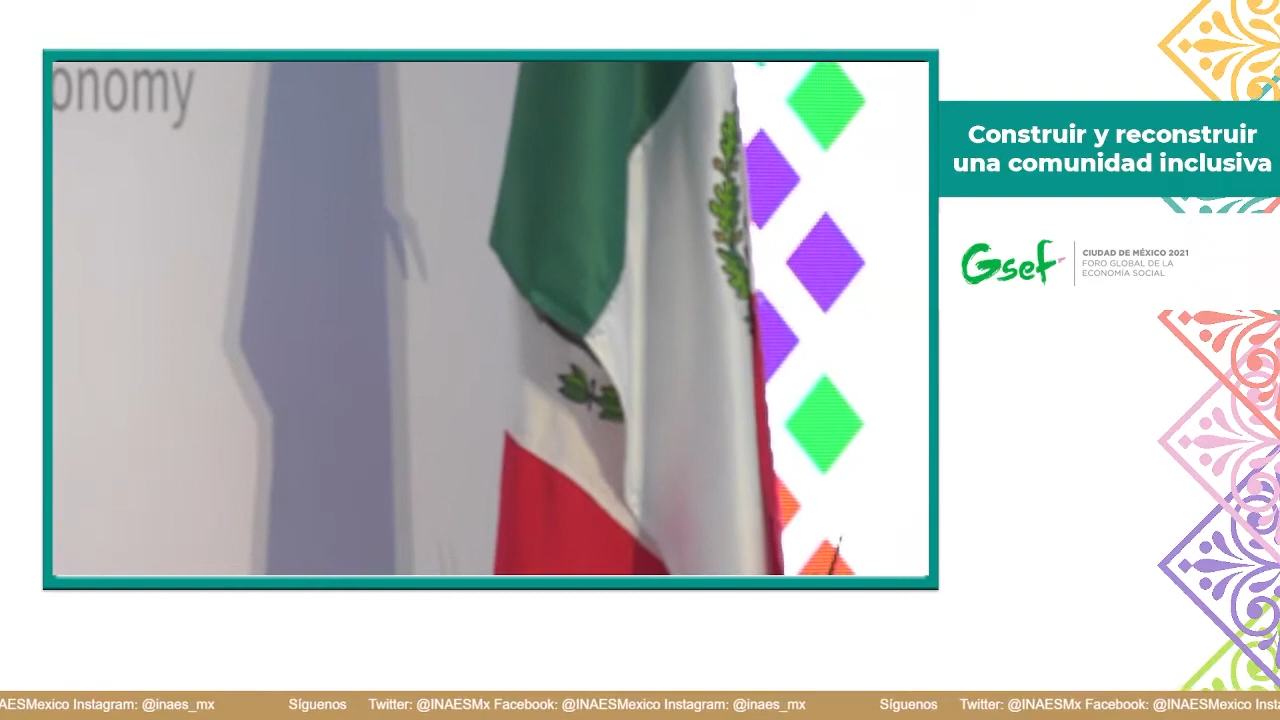 onomy
Construir y reconstruir
una comunidad inclusiva
Gsef
CIUDAD DE MÉXICO 2021
FORO GLOBAL DE LA
ECONOMÍA SOCIAL
AESMexico Instagram: @inaes_mx Síguenos Twitter: @INAESMx Facebook: @INAESMexico Instagram: @inaes_mx Síguenos Twitter: @INAESMx Facebook: @INAESMexico Insta